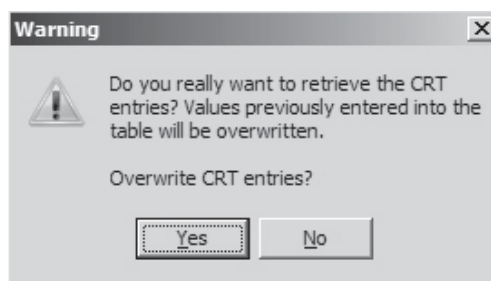 Warning
Do you really want to retrieve the CRT
entries? Values previously entered into the
table will be overwritten.
Overwrite CRT entries?
Yes
No